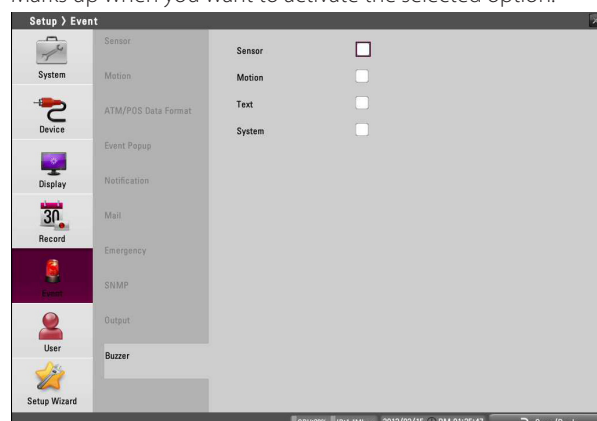 Marks up when you want to activate the selected option.
Setup > Event
System
Device
Display
Record
30
Event
User
Setup Wizard
Sensor
Motion
ATM/POS Data Format
Event Popup
Notification
Mail
Emergency
SNMP
Output
Buzzer
Sensor
Motion
Text
System